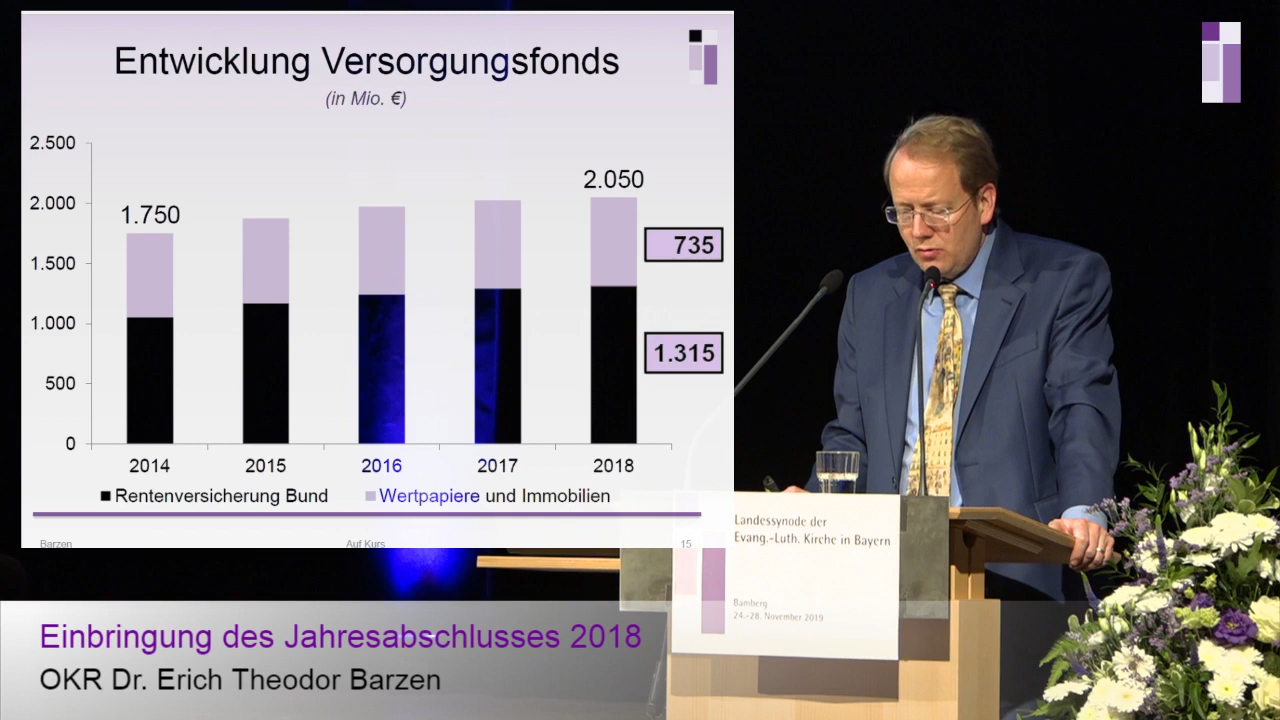 Entwicklung Versorgungsfonds
(in Mio. €)
2.500
2.000
1.500
1.000
500
0
1.750
2.050
735
1.315
2014
2015
2016
2017
2018
Rentenversicherung Bund
Wertpapiere und Immobilien
Barzen
Auf Kurs
15
Landessynode der
Evang.-Luth. Kirche in Bayern
Bamberg
24.-28. November 2019
Einbringung des Jahresabschlusses 2018
OKR Dr. Erich Theodor Barzen